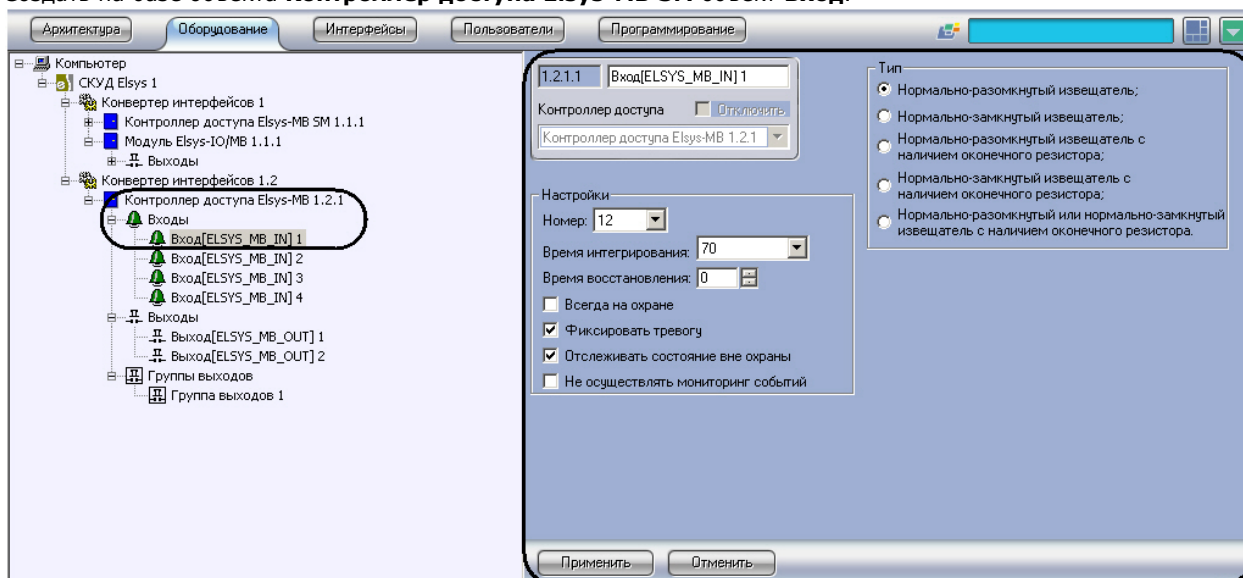 Создать на базе объекта Контроллер доступа Elsys-MB SM объект Вход.
Архитектура Оборудование Интерфейсы Пользователи Программирование
Компьютер
СКУД Elsys 1
Конвертер интерфейсов 1
Контроллер доступа Elsys-MB SM 1.1.1
Модуль Elsys-IO/MB 1.1.1
Выходы
Конвертер интерфейсов 1.2
Контроллер доступа Elsys-MB 1.2.1
Входы
Вход[ELSYS_MB_IN] 1
Вход[ELSYS_MB_IN] 2
Вход[ELSYS_MB_IN] 3
Вход[ELSYS_MB_IN] 4
Выходы
Выход[ELSYS_MB_OUT] 1
Выход[ELSYS_MB_OUT] 2
Группы выходов
Группа выходов 1
1.2.1.1 Вход[ELSYS_MB_IN] 1
Контроллер доступа Отключить
Контроллер доступа Elsys-MB 1.2.1
Настройки
Номер: 12
Время интегрирования: 70
Время восстановления: 0
Всегда на охране
Фиксировать тревогу
Отслеживать состояние вне охраны
Не осуществлять мониторинг событий
Тип
Нормально-разомкнутый извещатель;
Нормально-замкнутый извещатель;
Нормально-разомкнутый извещатель с
наличием оконечного резистора;
Нормально-замкнутый извещатель с
наличием оконечного резистора;
Нормально-разомкнутый или нормально-замкнутый
извещатель с наличием оконечного резистора.
Применить Отменить